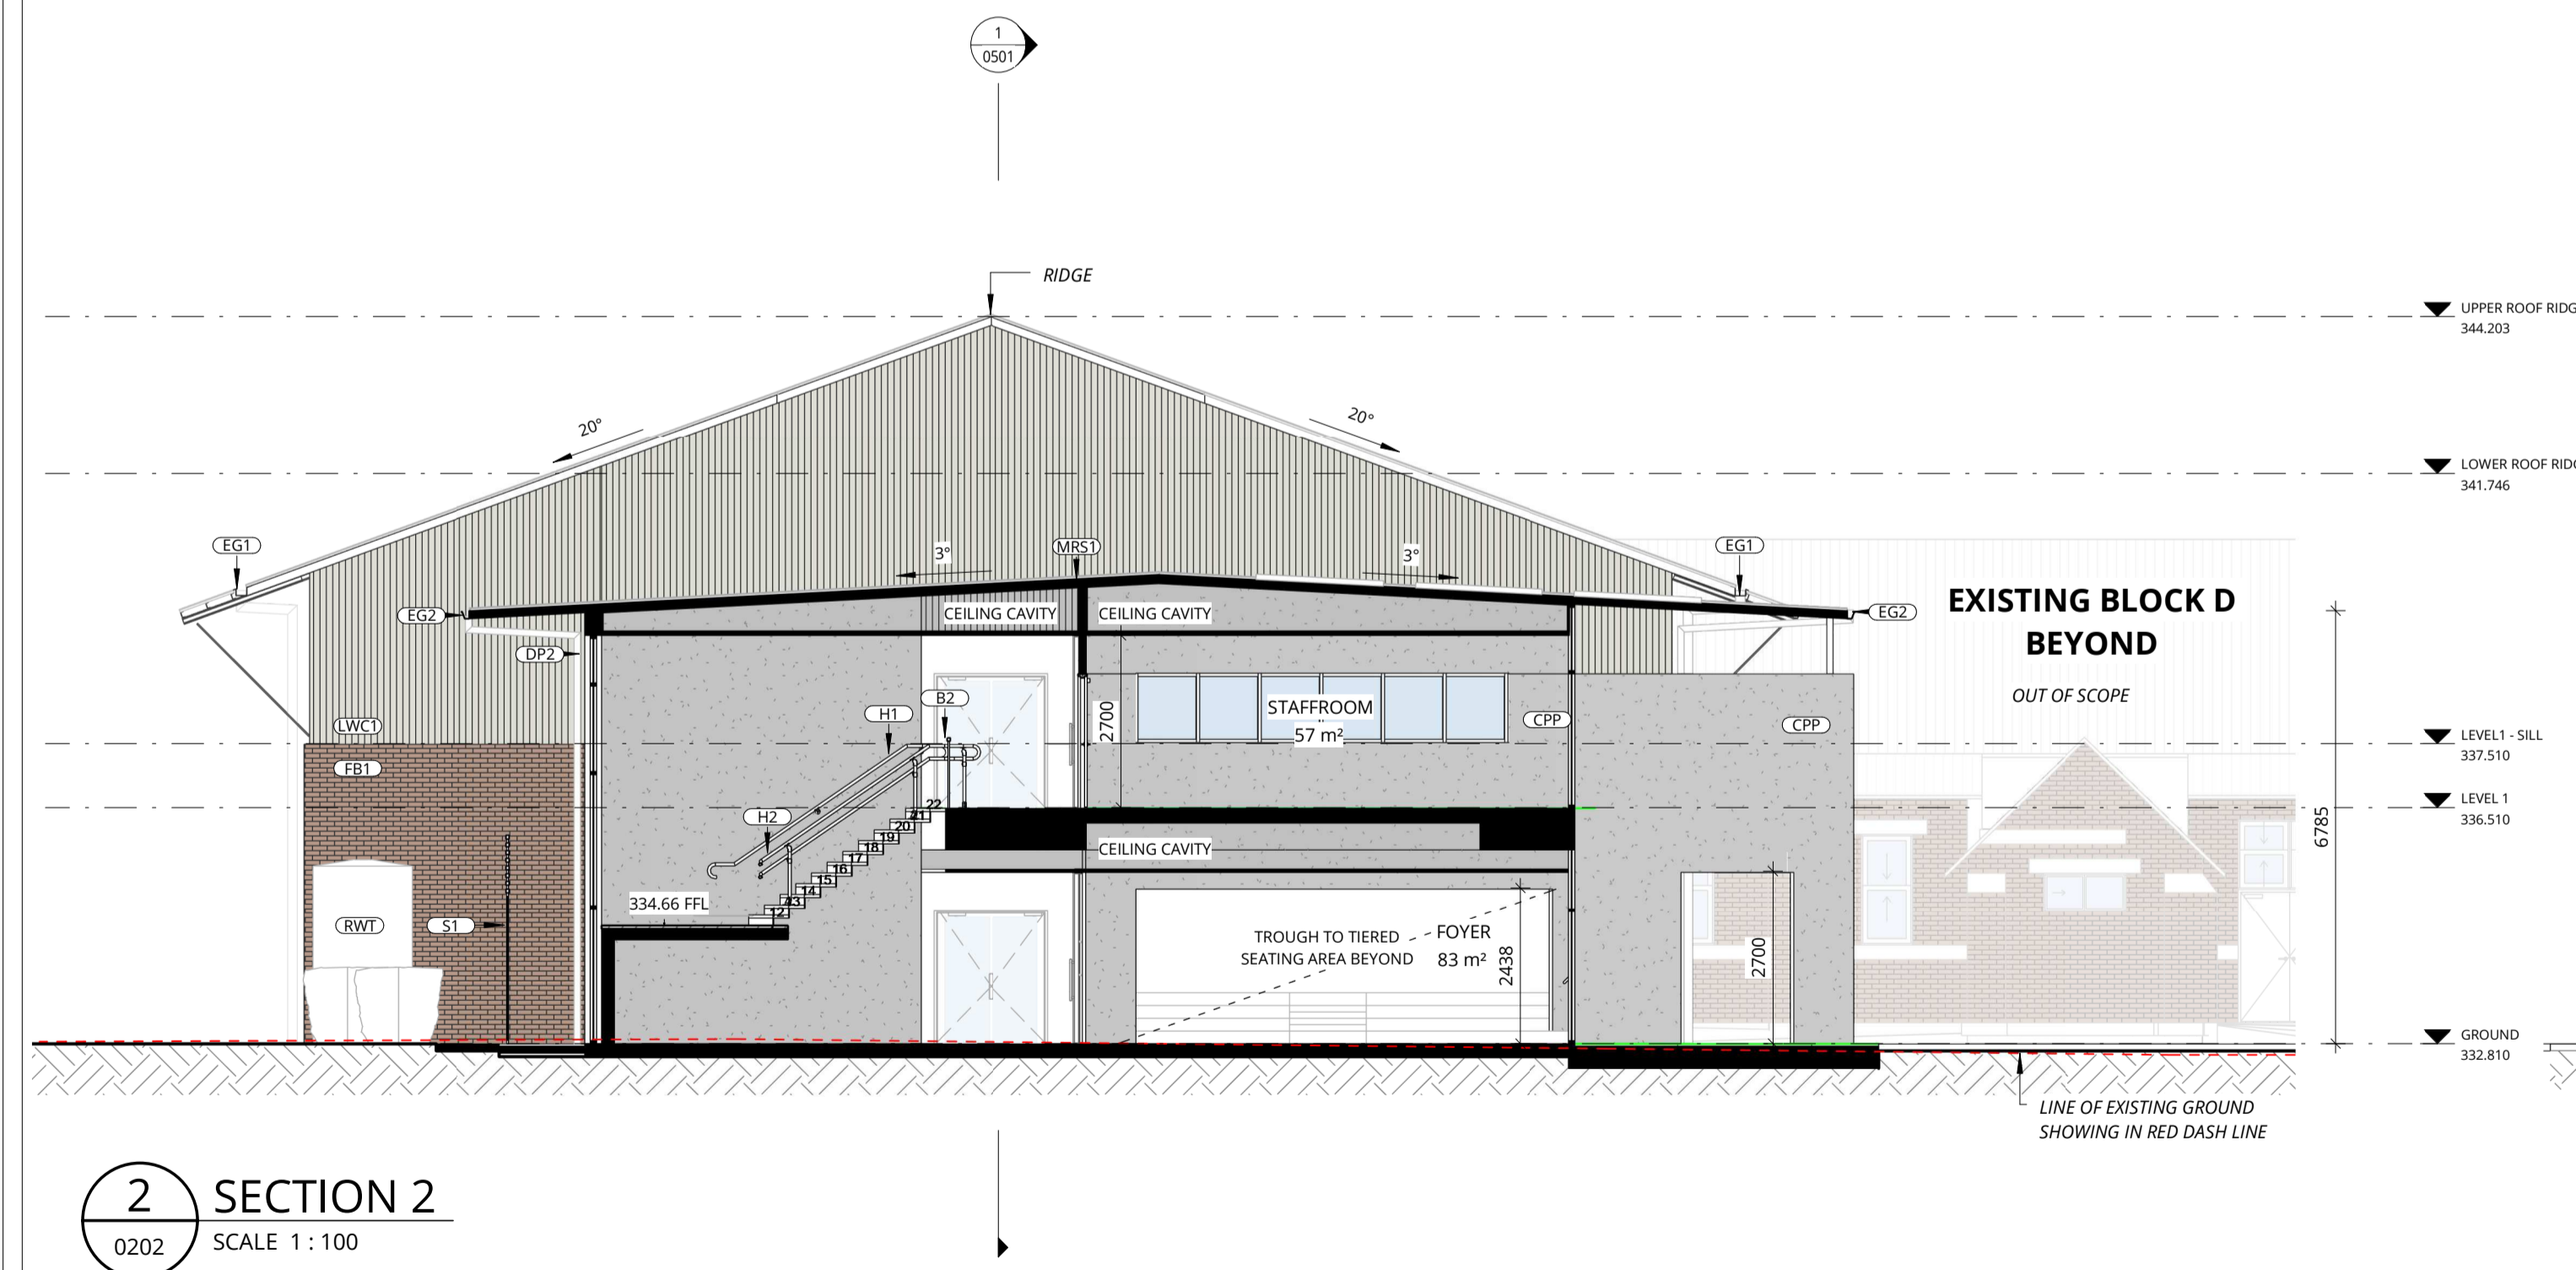 1
0501
RIDGE
UPPER ROOF RIDG
344.203
20°
20°
LOWER ROOF RIDG
341.746
EG1
3°
MRS1
3°
EG1
EG2
CEILING CAVITY
CEILING CAVITY
EG2
EXISTING BLOCK D
BEYOND
OUT OF SCOPE
DP2
B2
H1
2700
STAFFROOM
57 m²
CPP
CPP
LWC1
FB1
LEVEL1 - SILL
337.510
LEVEL 1
336.510
H2
22
21
20
19
18
17
16
15
14
13
12
CEILING CAVITY
6785
334.66 FFL
RWT
S1
TROUGH TO TIERED
SEATING AREA BEYOND
FOYER
83 m²
2438
2700
GROUND
332.810
LINE OF EXISTING GROUND
SHOWING IN RED DASH LINE
2
0202
SECTION 2
SCALE 1 : 100